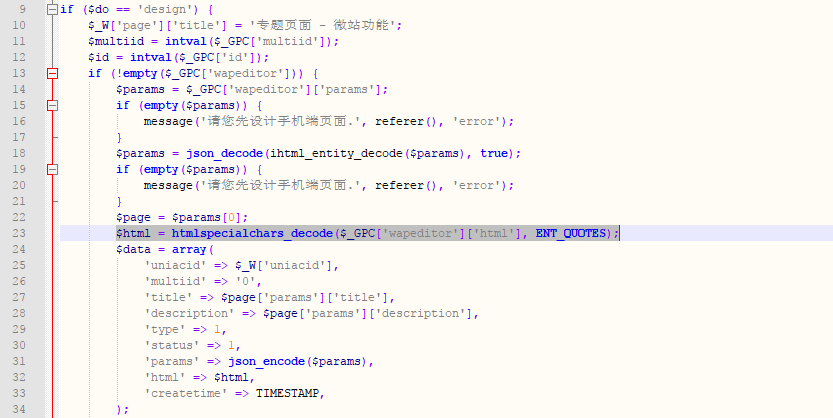 9 if ($do == 'design') {
10 $_W['page']['title'] = '专题页面 - 微站功能';
11 $multiid = intval($_GPC['multiid']);
12 $id = intval($_GPC['id']);
13 if (!empty($_GPC['wapeditor'])) {
14 $params = $_GPC['wapeditor']['params'];
15 if (empty($params)) {
16 message('请您先设计手机端页面.', referer(), 'error');
17 }
18 $params = json_decode(ihtml_entity_decode($params), true);
19 if (empty($params)) {
20 message('请您先设计手机端页面.', referer(), 'error');
21 }
22 $page = $params[0];
23 $html = htmlspecialchars_decode($_GPC['wapeditor']['html'], ENT_QUOTES);
24 $data = array(
25 'uniacid' => $_W['uniacid'],
26 'multiid' => '0',
27 'title' => $page['params']['title'],
28 'description' => $page['params']['description'],
29 'type' => 1,
30 'status' => 1,
31 'params' => json_encode($params),
32 'html' => $html,
33 'createtime' => TIMESTAMP,
34 );